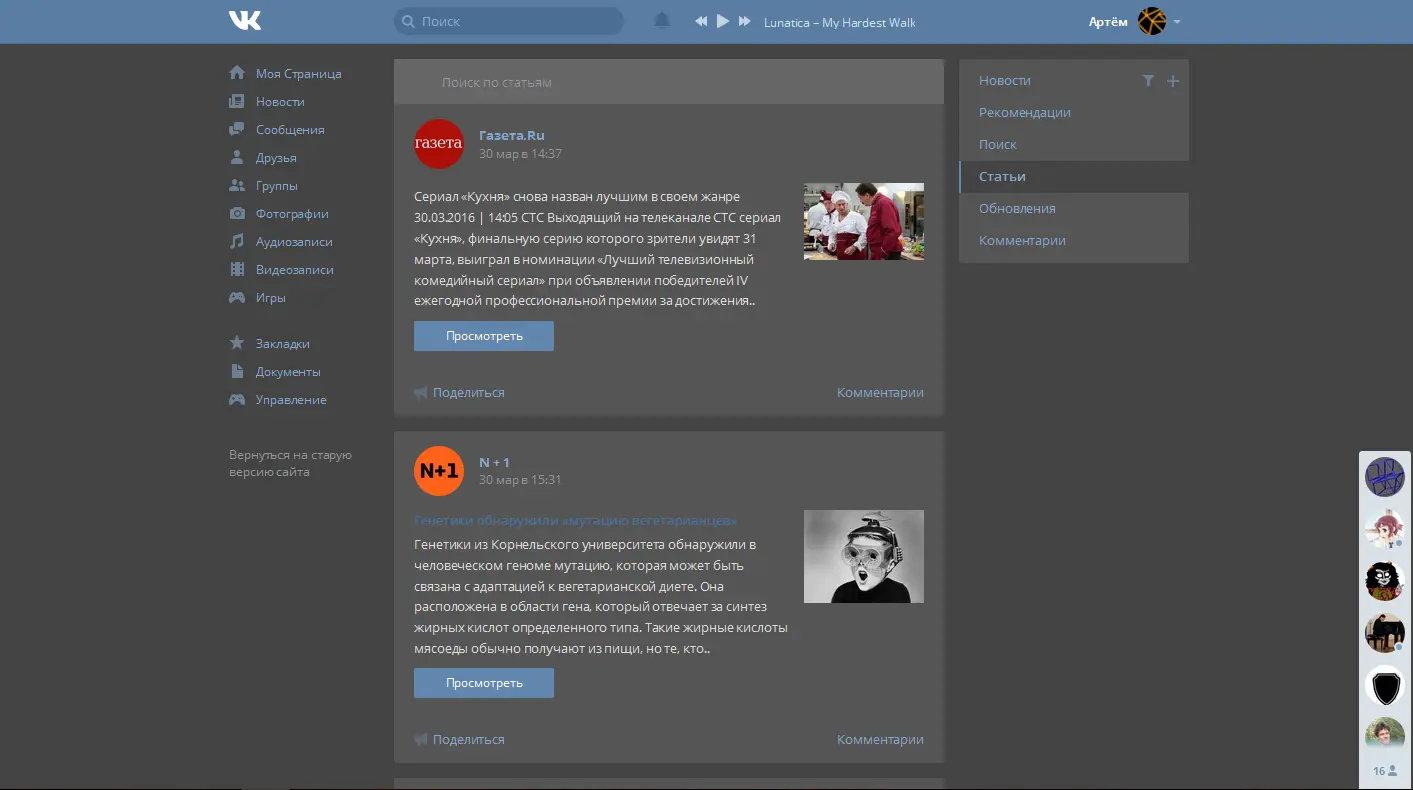 Поиск
Lunatica – My Hardest Walk
Артём
Моя Страница
Новости
Сообщения
Друзья
Группы
Фотографии
Аудиозаписи
Видеозаписи
Игры
Закладки
Документы
Управление
Вернуться на старую
версию сайта
Поиск по статьям
газета
Газета.Ru
30 мар в 14:37
Сериал «Кухня» снова назван лучшим в своем жанре
30.03.2016 | 14:05 СТС Выходящий на телеканале СТС сериал
«Кухня», финальную серию которого зрители увидят 31
марта, выиграл в номинации «Лучший телевизионный
комедийный сериал» при объявлении победителей IV
ежегодной профессиональной премии за достижения..
Просмотреть
Поделиться
Комментарии
N+1
N + 1
30 мар в 15:31
Генетики обнаружили «мутацию вегетарианцев»
Генетики из Корнельского университета обнаружили в
человеческом геноме мутацию, которая может быть
связана с адаптацией к вегетарианской диете. Она
расположена в области гена, который отвечает за синтез
жирных кислот определенного типа. Такие жирные кислоты
мясоеды обычно получают из пищи, но те, кто..
Просмотреть
Поделиться
Комментарии
Новости
Рекомендации
Поиск
Статьи
Обновления
Комментарии
16